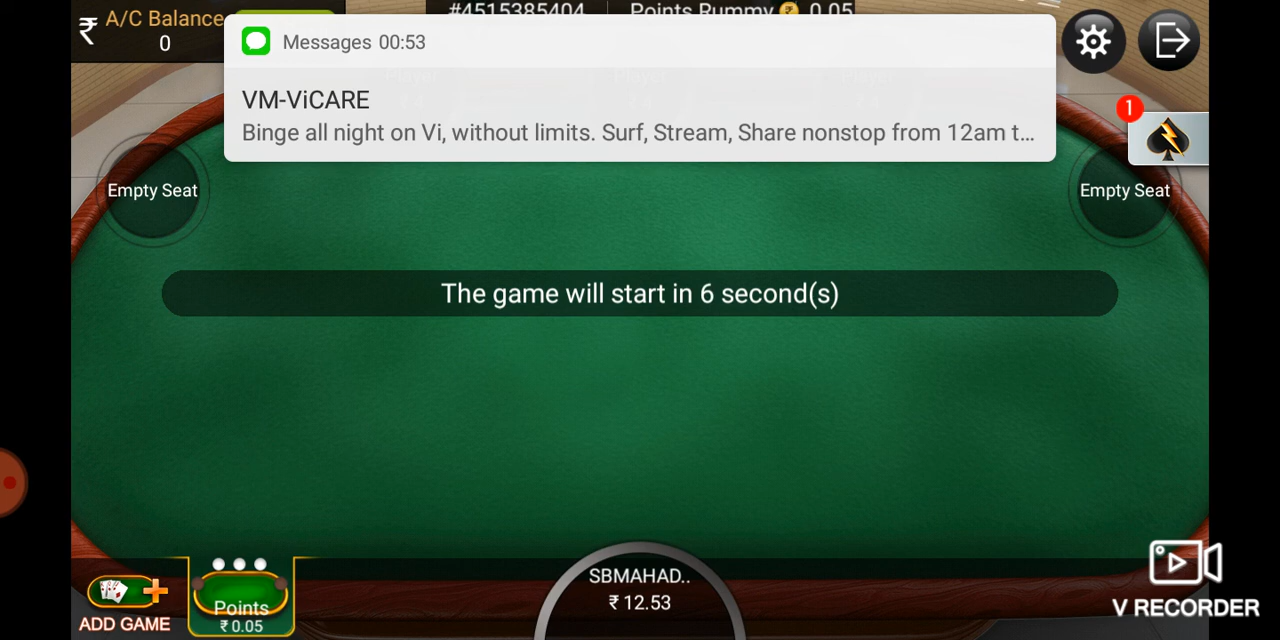 A/C Balance
₹
0
#4515385404 Points Rummy 0.05
Messages 00:53
VM-ViCARE
Binge all night on Vi, without limits. Surf, Stream, Share nonstop from 12am t...
1
Empty Seat
Empty Seat
The game will start in 6 second(s)
SBMAHAD..
₹ 12.53
Points
₹ 0.05
ADD GAME
V RECORDER